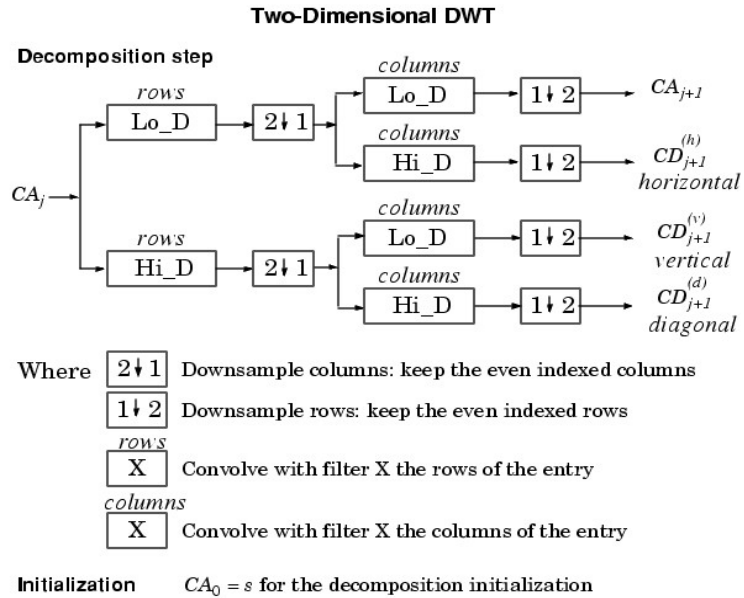 Two-Dimensional DWT
Decomposition step
columns
rows
Lo_D
1↓2
CA_{j+1}
Lo_D
2↓1
columns
Hi_D
1↓2
CD_{j+1}^{(h)}
horizontal
CA_j
columns
rows
Lo_D
1↓2
CD_{j+1}^{(v)}
vertical
Hi_D
2↓1
columns
Hi_D
1↓2
CD_{j+1}^{(d)}
diagonal
Where 2↓1 Downsample columns: keep the even indexed columns
1↓2 Downsample rows: keep the even indexed rows
rows
X Convolve with filter X the rows of the entry
columns
X Convolve with filter X the columns of the entry
Initialization CA_0 = s for the decomposition initialization